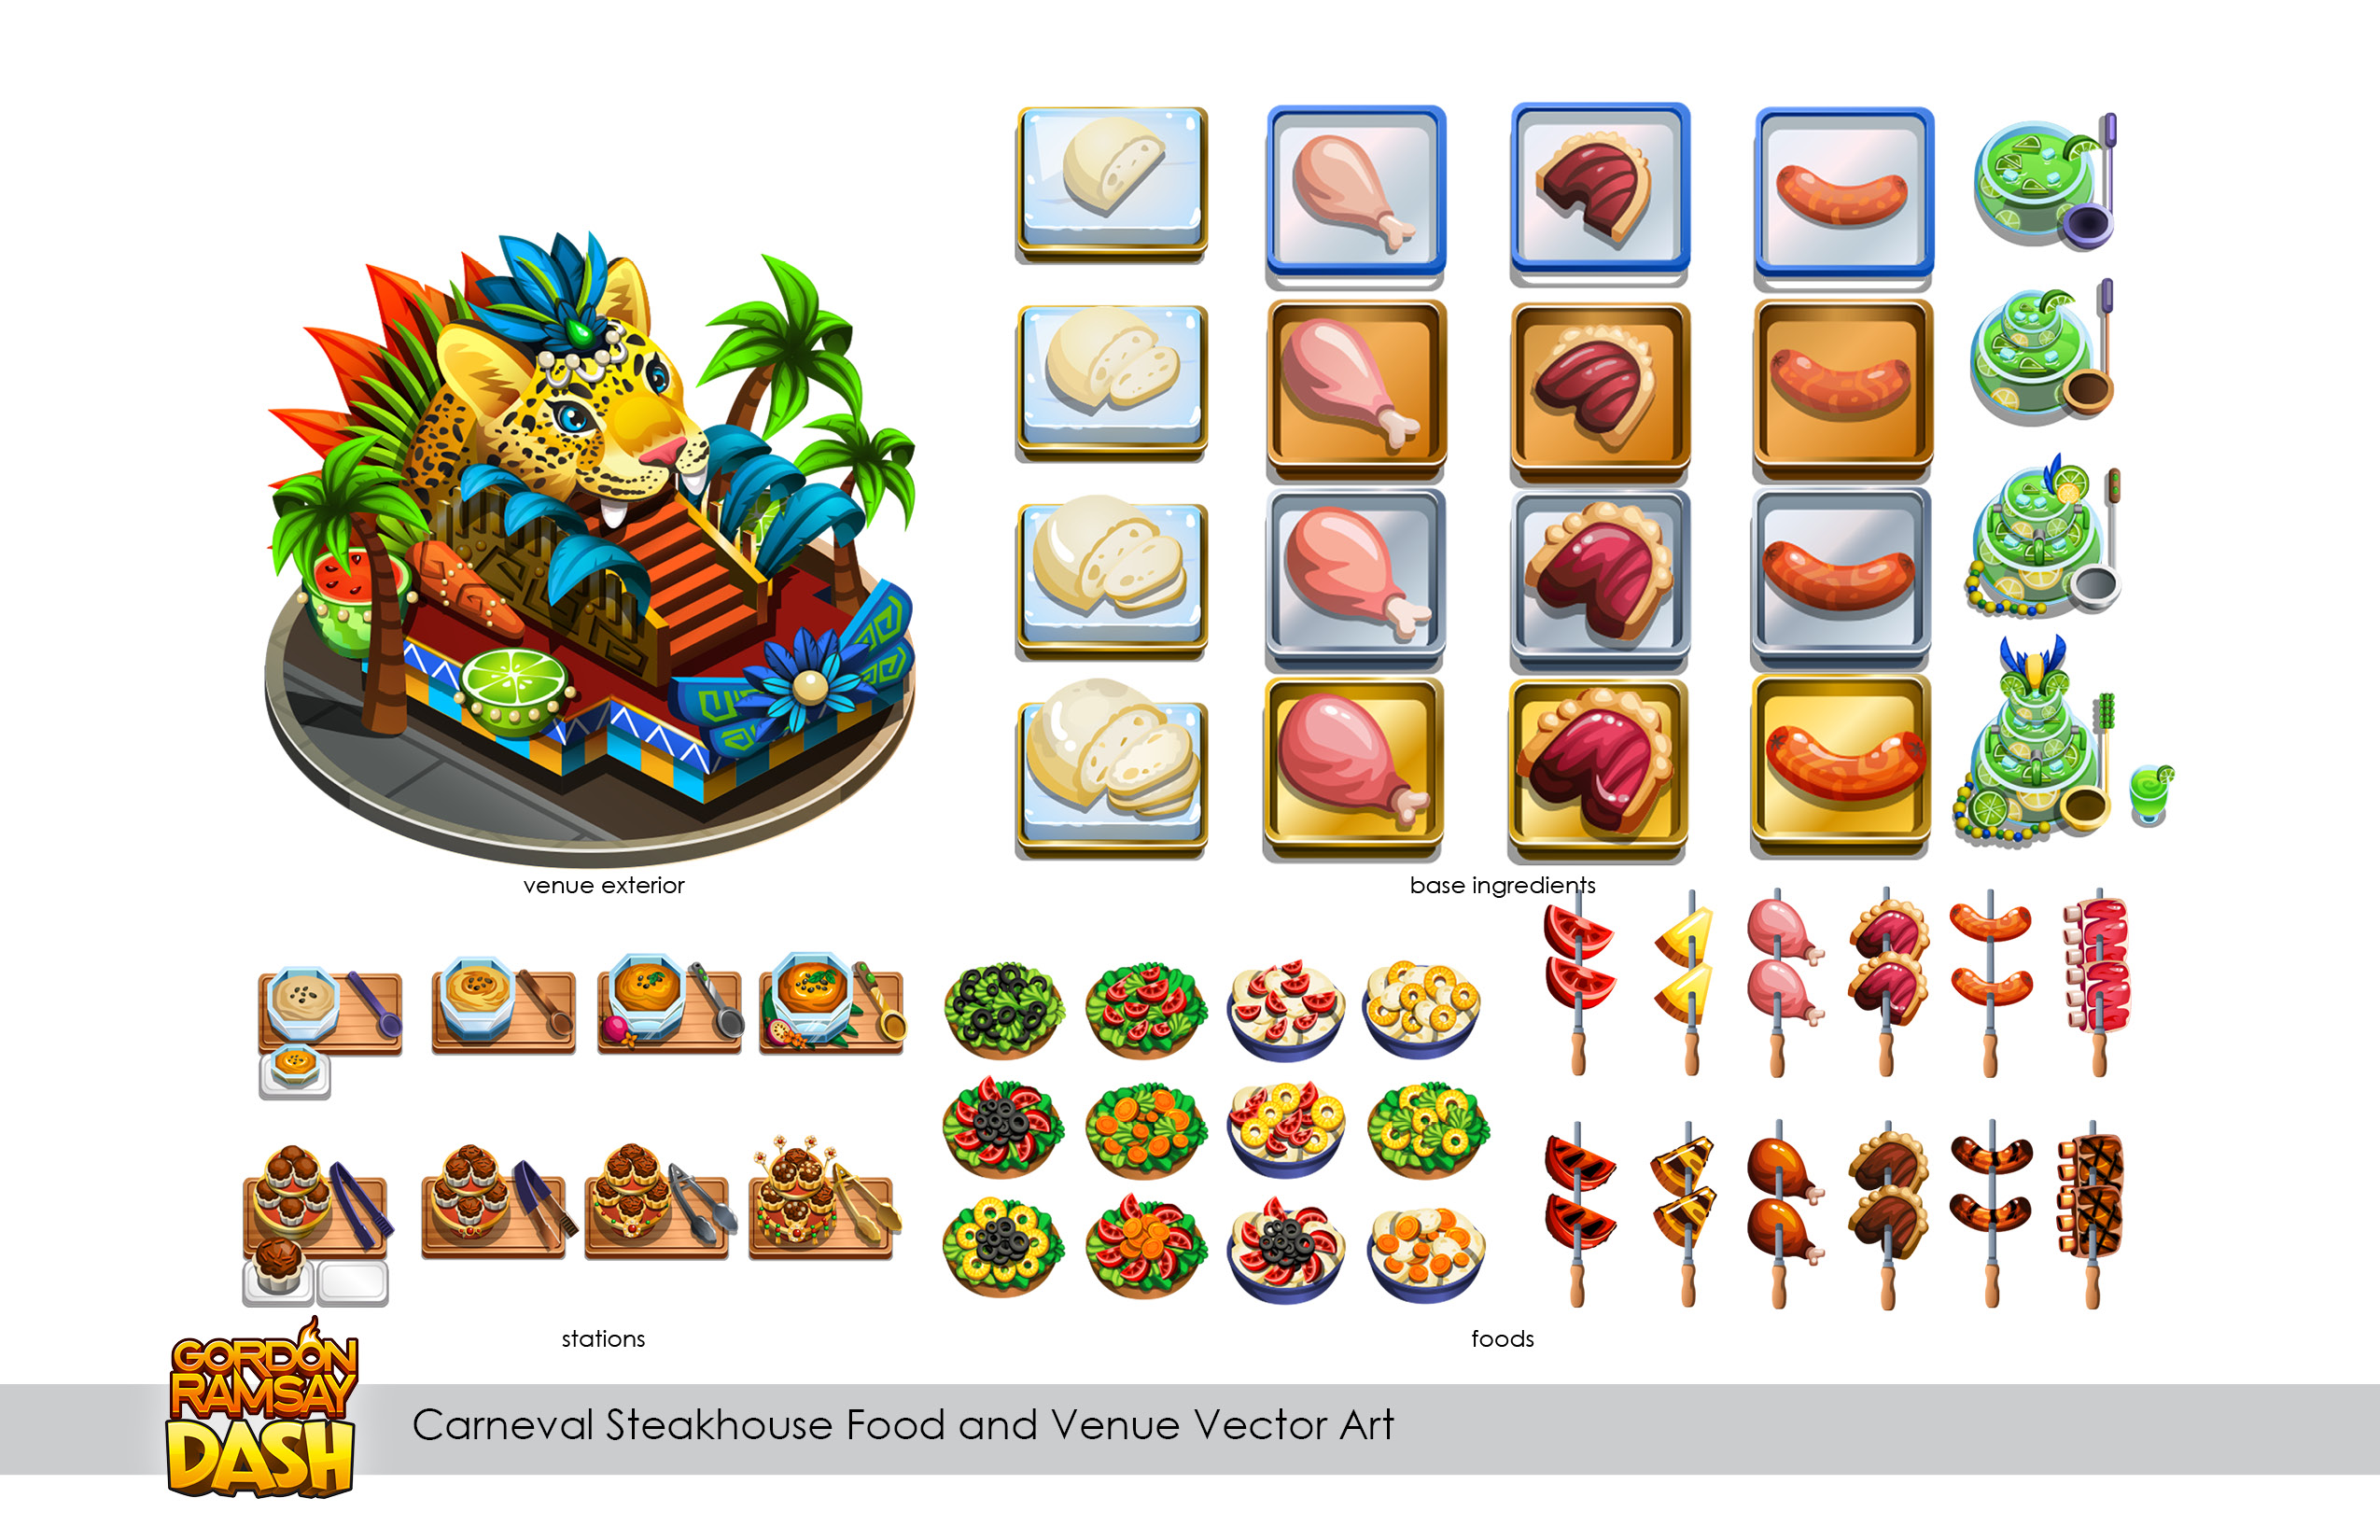 venue exterior
base ingredients
stations
foods
GORDON
RAMSAY
DASH
Carneval Steakhouse Food and Venue Vector Art